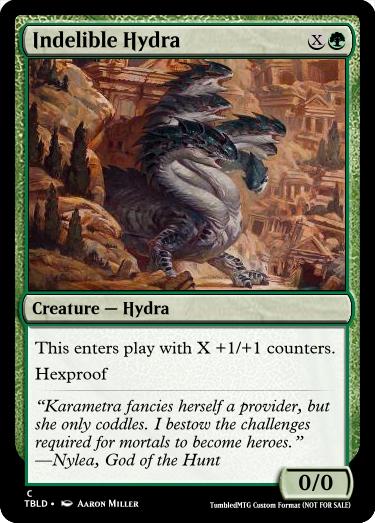 Indelible Hydra X
Creature — Hydra
This enters play with X +1/+1 counters.
Hexproof
“Karametra fancies herself a provider, but
she only coddles. I bestow the challenges
required for mortals to become heroes.”
—Nylea, God of the Hunt
0/0
C
TBLD • Aaron Miller
TumbledMTG Custom Format (NOT FOR SALE)